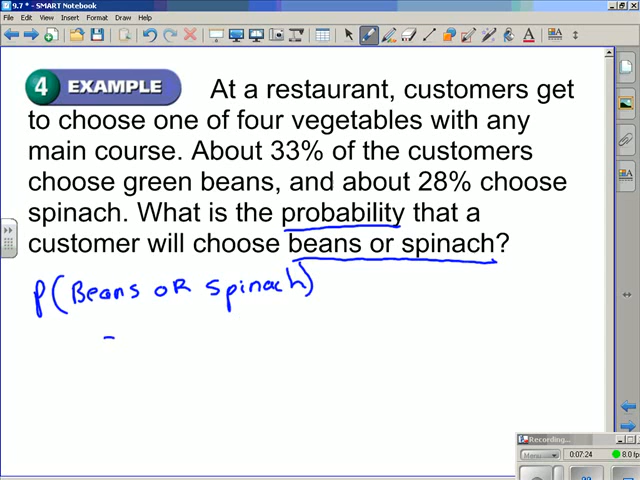 9.7 * - SMART Notebook
File Edit View Insert Format Draw Help
4 EXAMPLE At a restaurant, customers get
to choose one of four vegetables with any
main course. About 33% of the customers
choose green beans, and about 28% choose
spinach. What is the probability that a
customer will choose beans or spinach?
P(Beans OR Spinach)
Recording...
Menu
0:07:24
8.0 fp